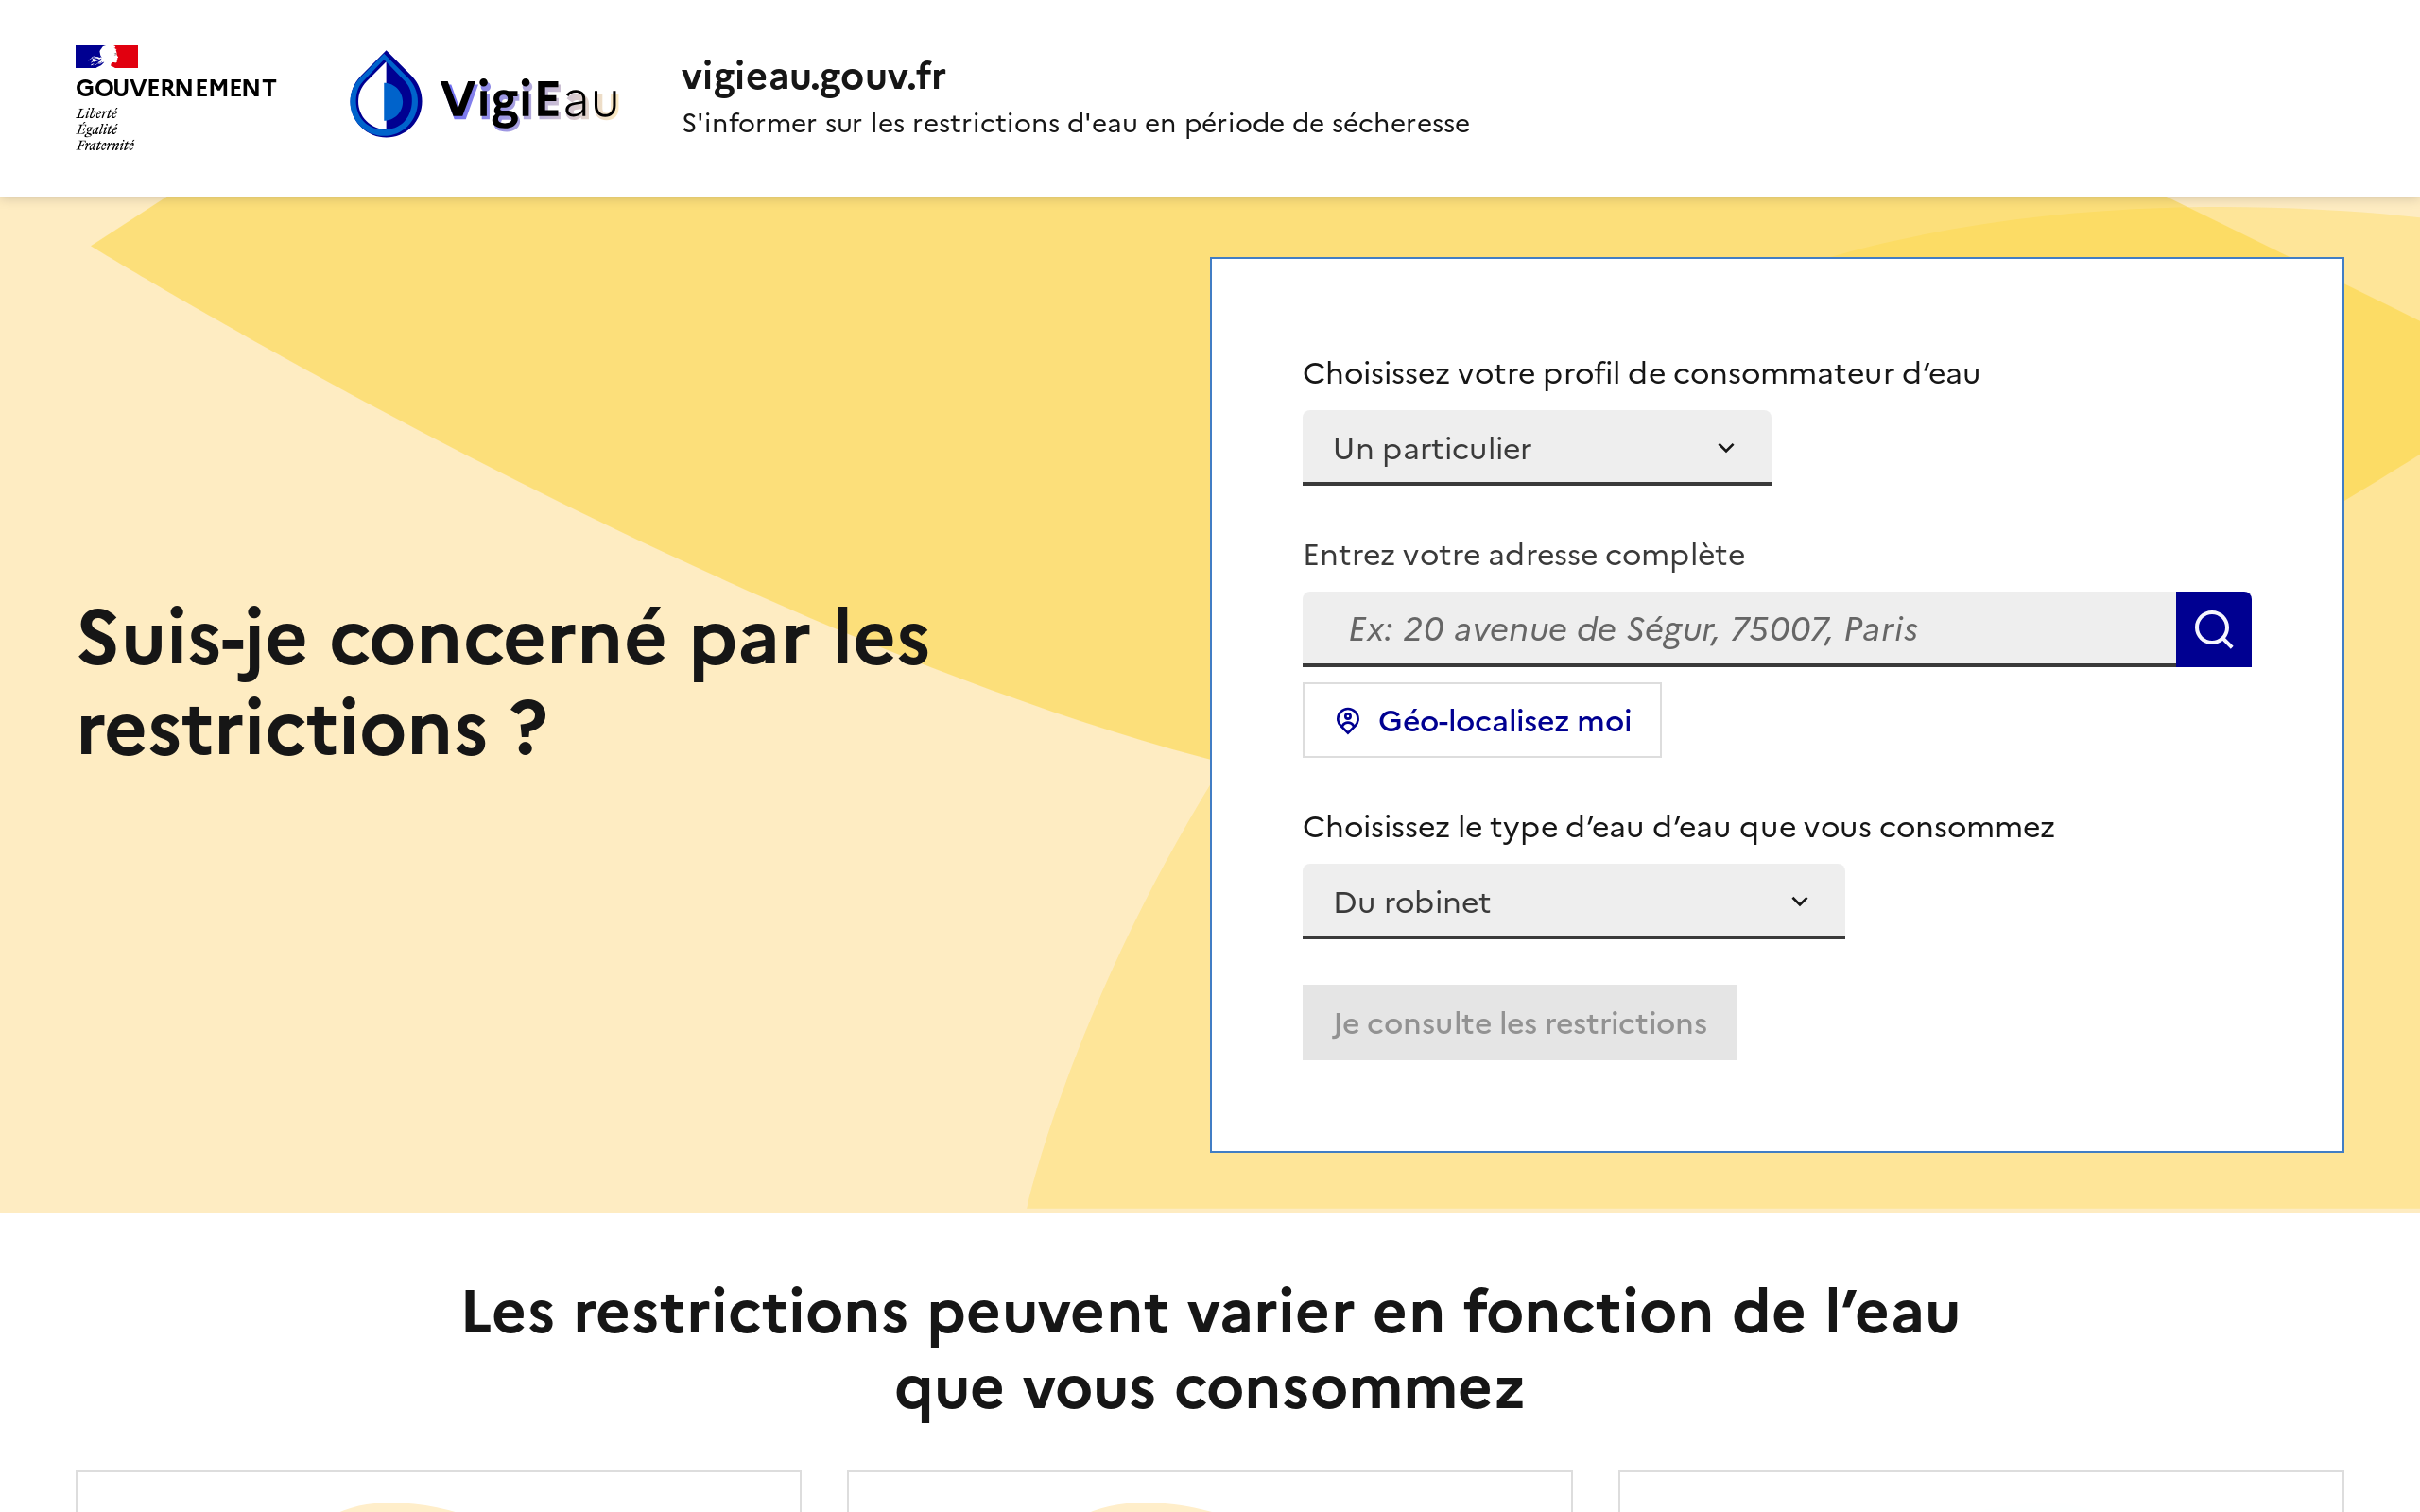 GOUVERNEMENT
Liberté
Égalité
Fraternité
VigiEau
vigieau.gouv.fr
S'informer sur les restrictions d'eau en période de sécheresse
Suis-je concerné par les
restrictions ?
Choisissez votre profil de consommateur d’eau
Un particulier
Entrez votre adresse complète
Ex: 20 avenue de Ségur, 75007, Paris
Géo-localisez moi
Choisissez le type d’eau d’eau que vous consommez
Du robinet
Je consulte les restrictions
Les restrictions peuvent varier en fonction de l’eau
que vous consommez